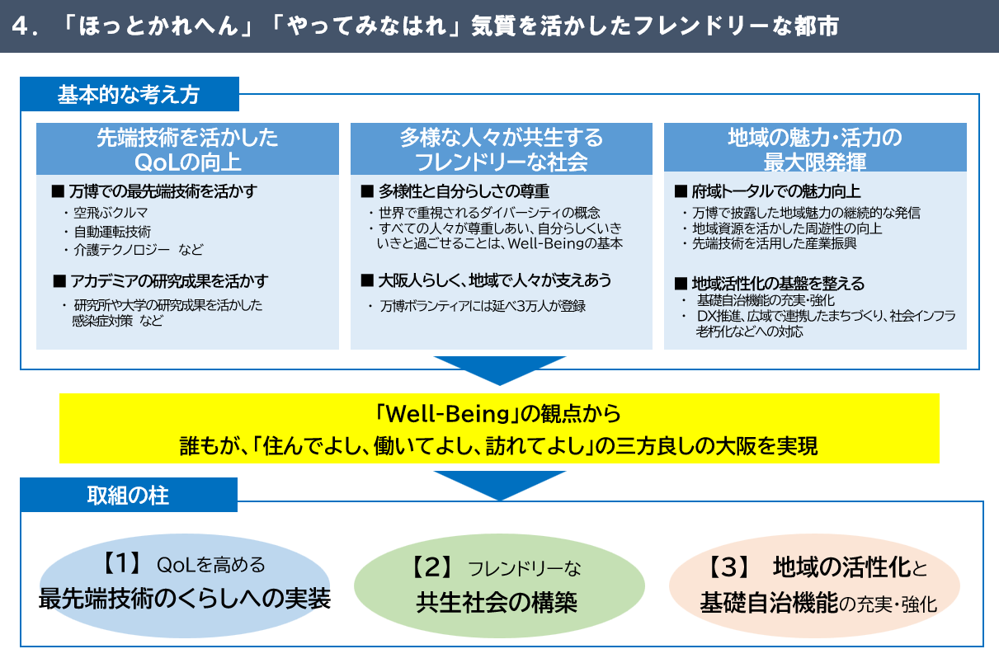 4．「ほっとかれへん」「やってみなはれ」気質を活かしたフレンドリーな都市
基本的な考え方
先端技術を活かした
QoLの向上
■ 万博での最先端技術を活かす
・ 空飛ぶクルマ
・ 自動運転技術
・ 介護テクノロジー など
■ アカデミアの研究成果を活かす
・ 研究所や大学の研究成果を活かした
感染症対策 など
多様な人々が共生する
フレンドリーな社会
■ 多様性と自分らしさの尊重
・ 世界で重視されるダイバーシティの概念
・ すべての人々が尊重しあい、自分らしくいき
いきと過ごせることは、Well-Beingの基本
■ 大阪人らしく、地域で人々が支えあう
・ 万博ボランティアには延べ3万人が登録
地域の魅力・活力の
最大限発揮
■ 府域トータルでの魅力向上
・ 万博で披露した地域魅力の継続的な発信
・ 地域資源を活かした周遊性の向上
・ 先端技術を活用した産業振興
■ 地域活性化の基盤を整える
・ 基礎自治機能の充実・強化
・ DX推進、広域で連携したまちづくり、社会インフラ
老朽化などへの対応
「Well-Being」の観点から
誰もが、「住んでよし、働いてよし、訪れてよし」の三方良しの大阪を実現
取組の柱
【1】 QoLを高める
最先端技術のくらしへの実装
【2】 フレンドリーな
共生社会の構築
【3】 地域の活性化と
基礎自治機能の充実・強化